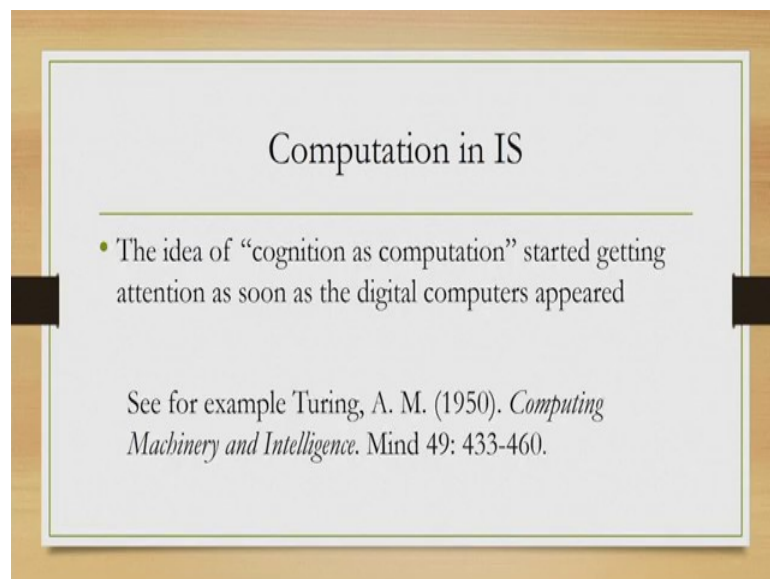 Computation in IS
• The idea of “cognition as computation” started getting
attention as soon as the digital computers appeared
See for example Turing, A. M. (1950). Computing
Machinery and Intelligence. Mind 49: 433-460.